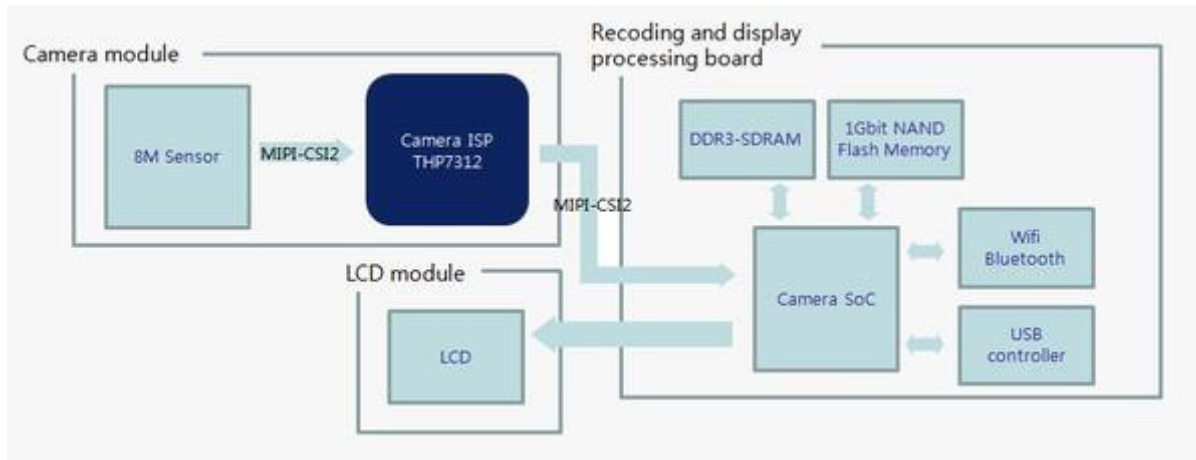 Camera module
8M Sensor
MIPI-CSI2
Camera ISP
THP7312
MIPI-CSI2
LCD module
LCD
Recoding and display
processing board
DDR3-SDRAM
1Gbit NAND
Flash Memory
Camera SoC
Wifi
Bluetooth
USB
controller